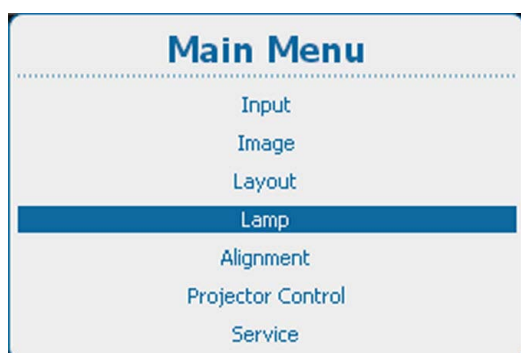 Main Menu
Input
Image
Layout
Lamp
Alignment
Projector Control
Service